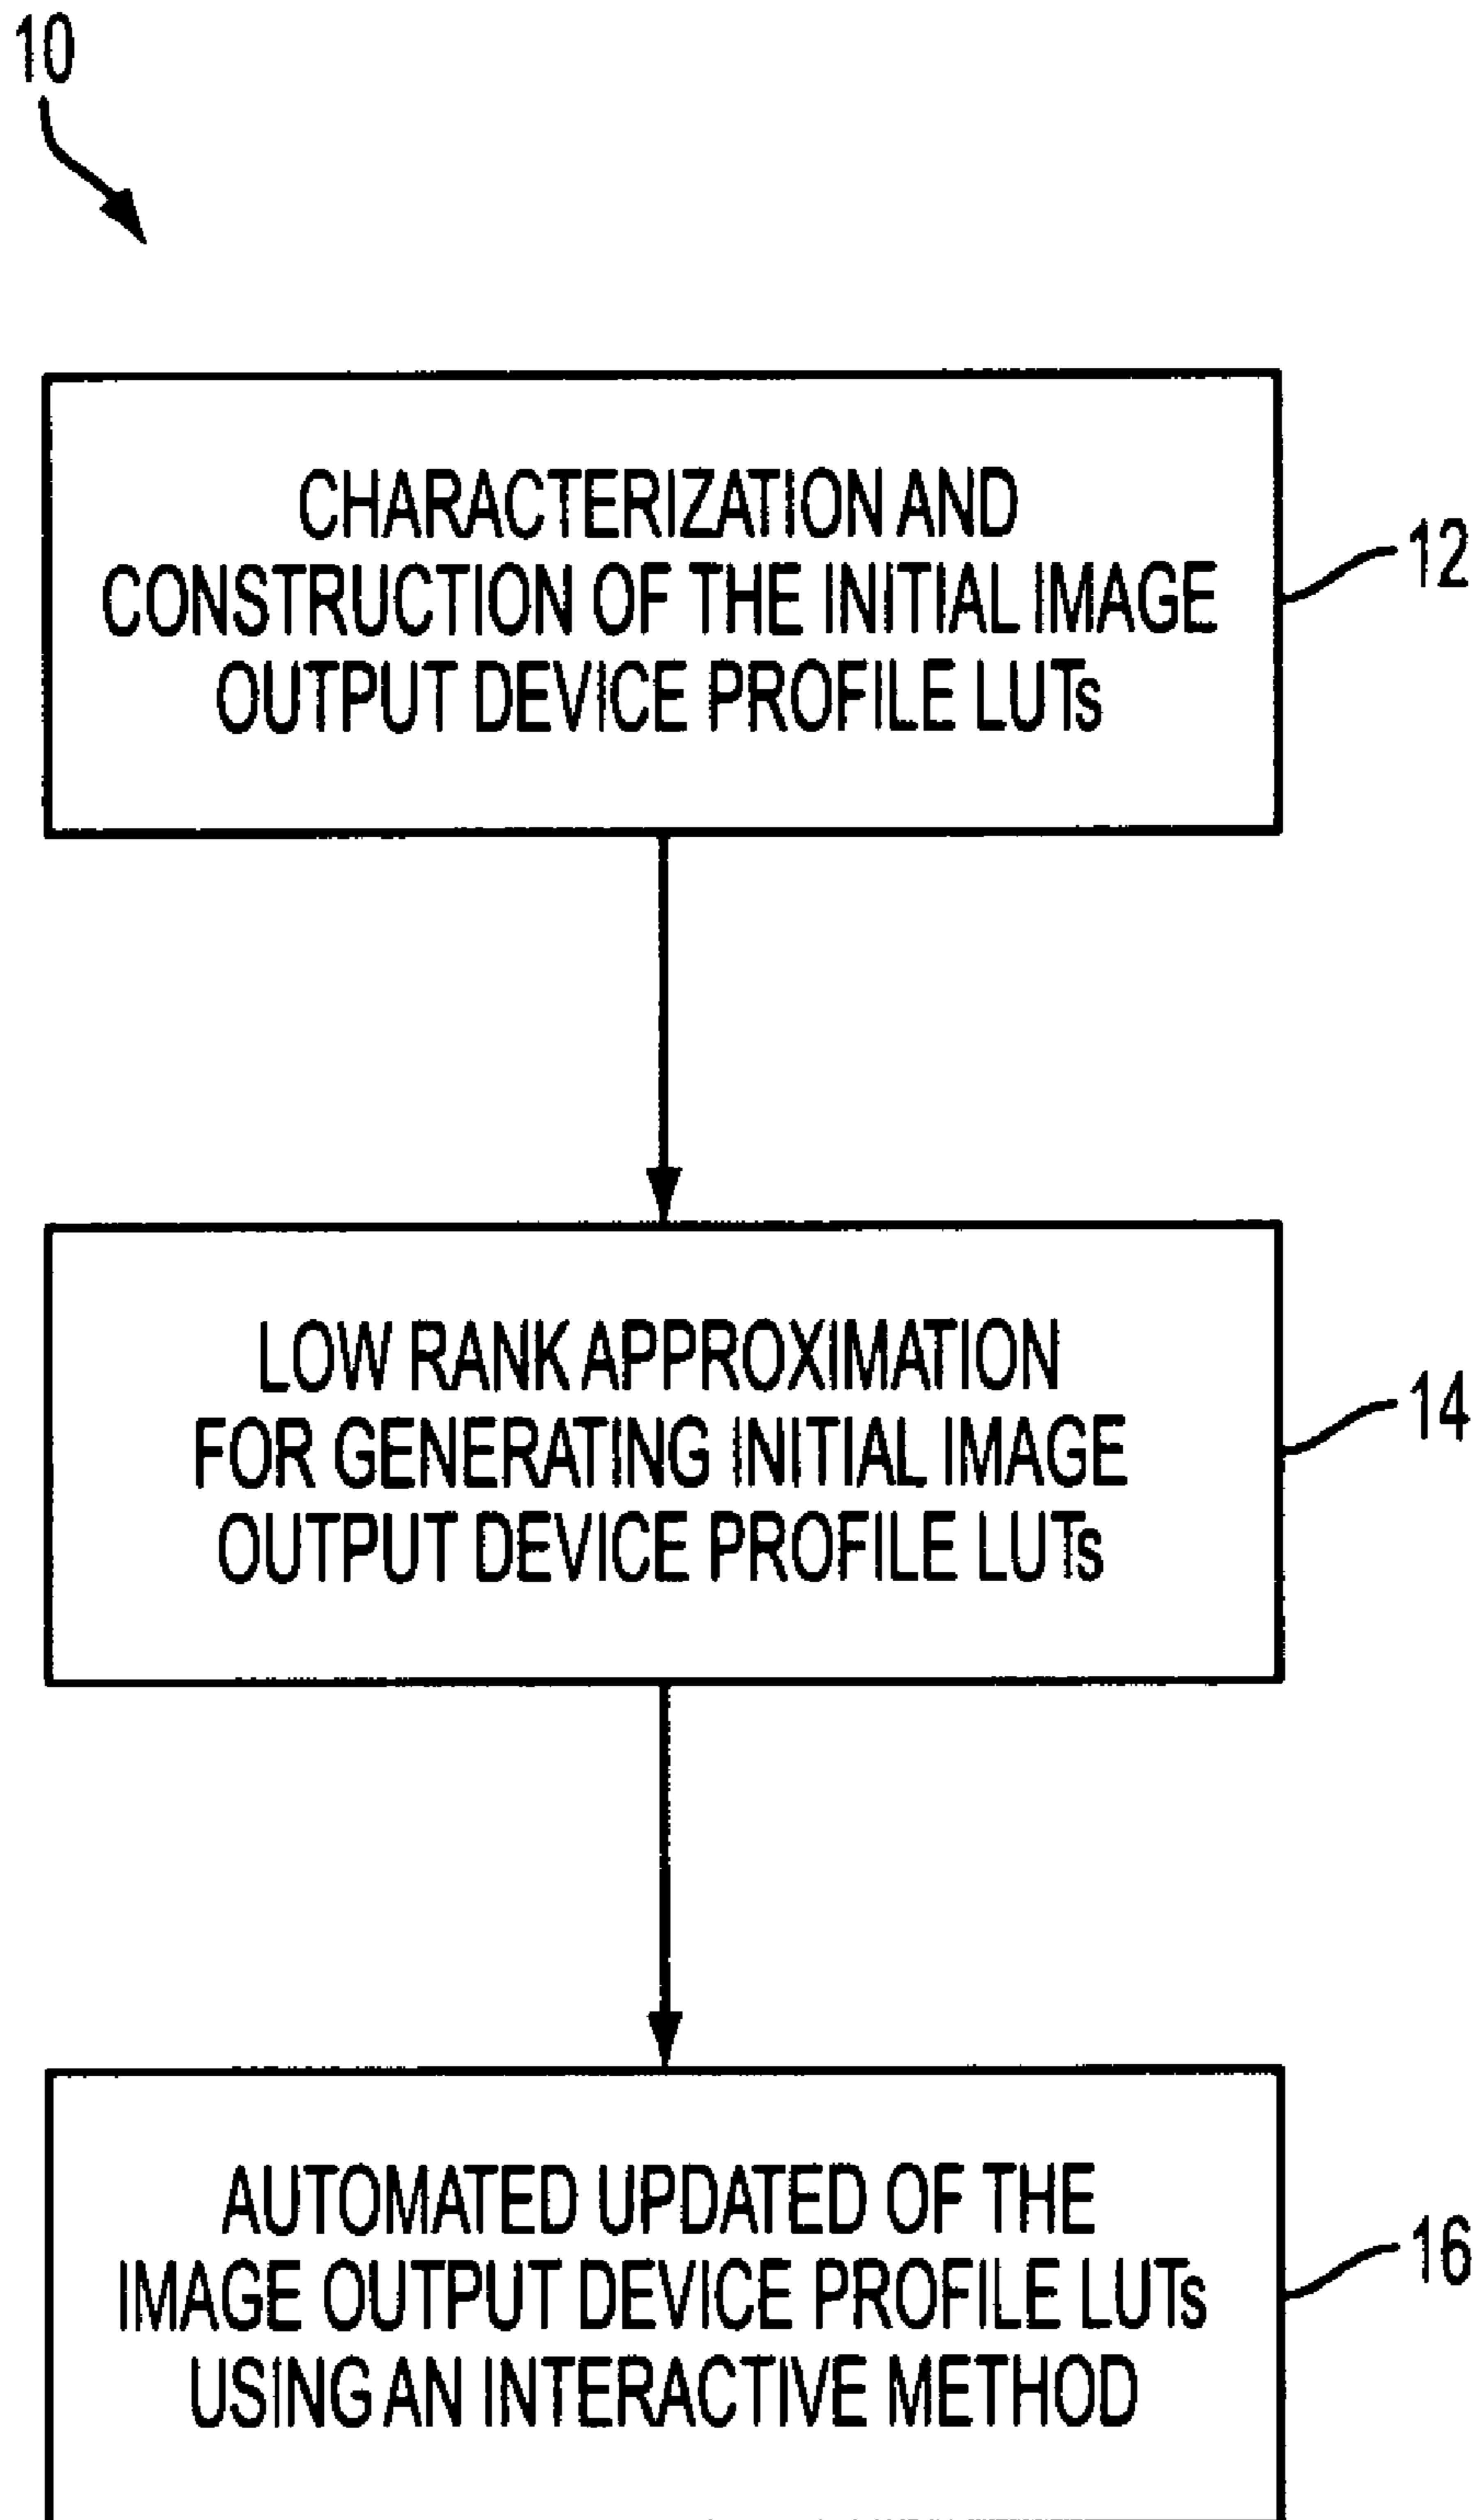 10
CHARACTERIZATION AND
CONSTRUCTION OF THE INITIAL IMAGE
OUTPUT DEVICE PROFILE LUTs
12
LOW RANK APPROXIMATION
FOR GENERATING INITIAL IMAGE
OUTPUT DEVICE PROFILE LUTs
14
AUTOMATED UPDATED OF THE
IMAGE OUTPUT DEVICE PROFILE LUTs
USING AN INTERACTIVE METHOD
16